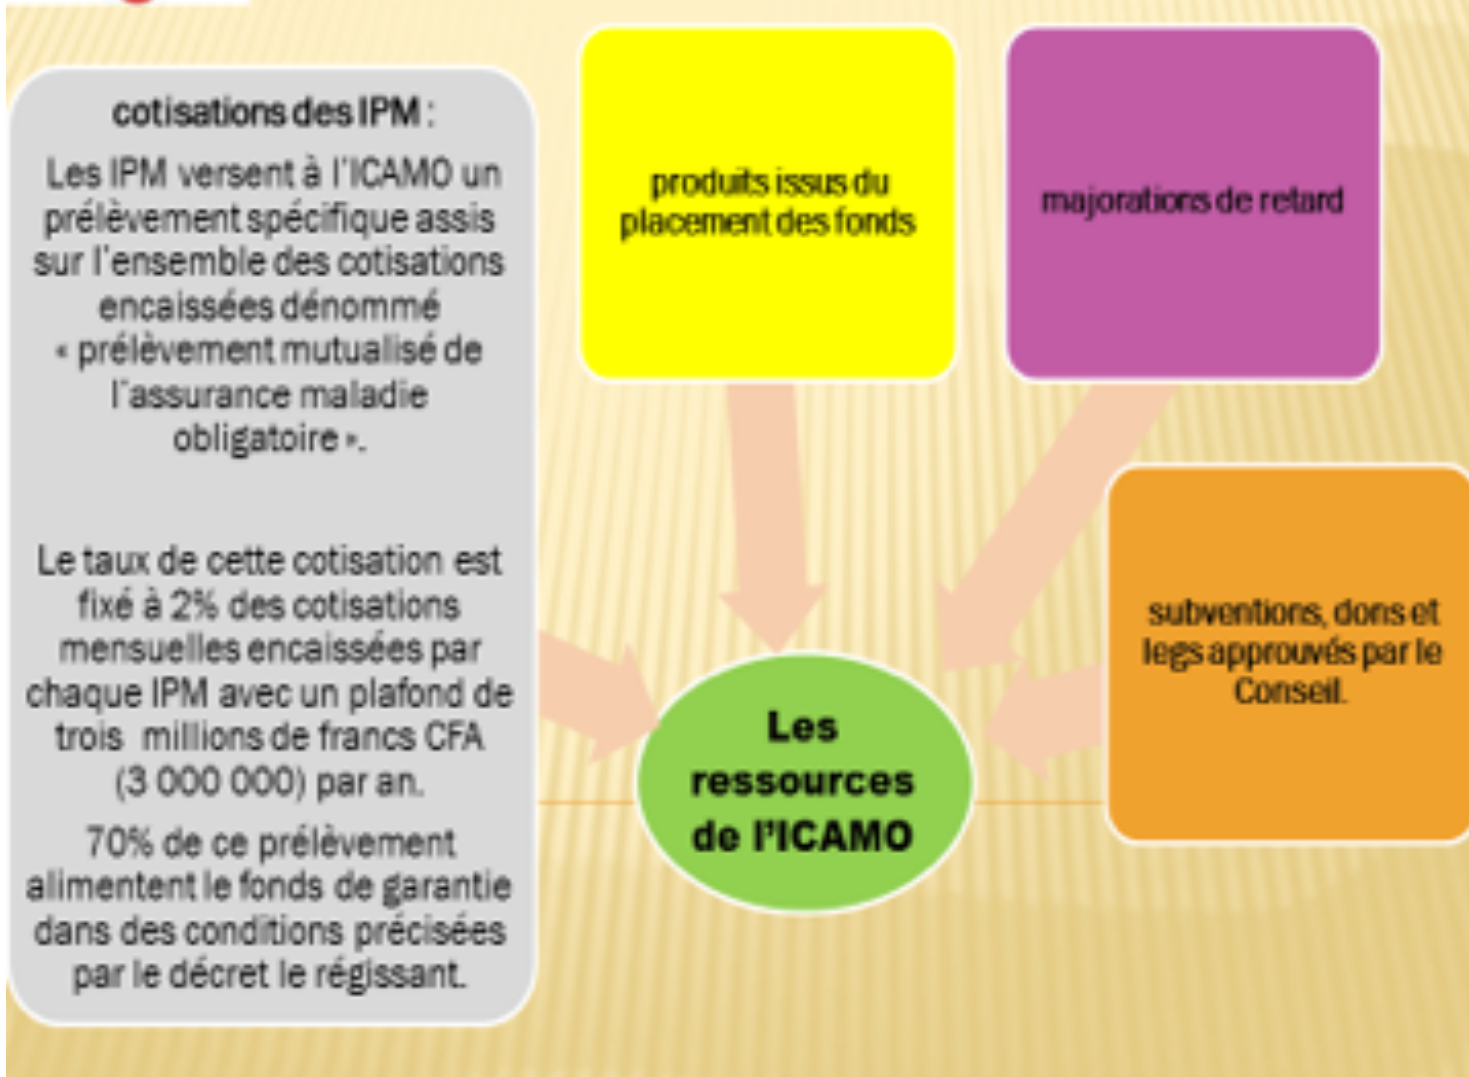 cotisations des IPM :
Les IPM versent à l'ICAMO un
prélèvement spécifique assis
sur l'ensemble des cotisations
encaissées dénommé
« prélèvement mutualisé de
l'assurance maladie
obligatoire ».
Le taux de cette cotisation est
fixé à 2% des cotisations
mensuelles encaissées par
chaque IPM avec un plafond de
trois millions de francs CFA
(3 000 000) par an.
70% de ce prélèvement
alimentent le fonds de garantie
dans des conditions précisées
par le décret le régissant.
produits issus du
placement des fonds
majorations de retard
subventions, dons et
legs approuvés par le
Conseil.
Les
ressources
de l'ICAMO